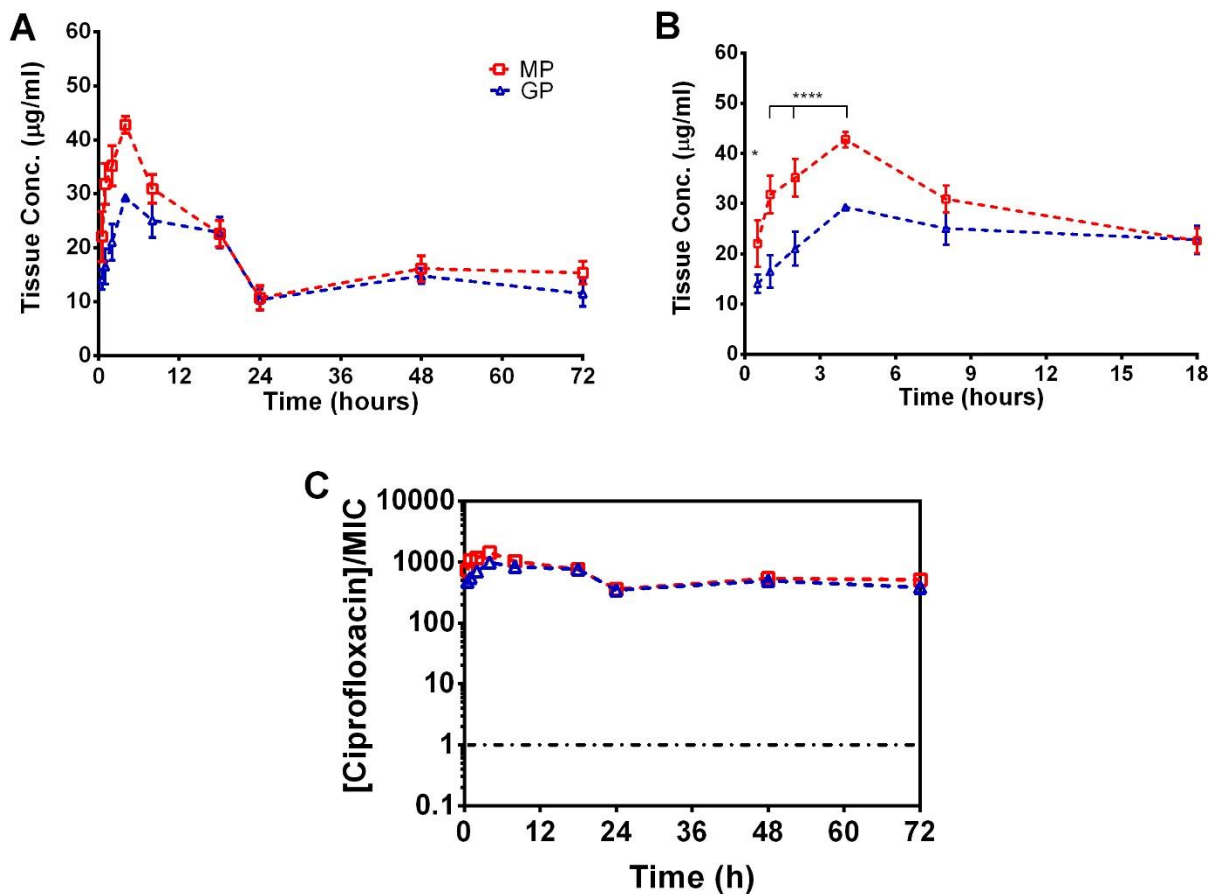 A
Tissue Conc. (µg/ml)
60
50
40
30
20
10
0
0 12 24 36 48 60 72
Time (hours)
MP
GP
B
Tissue Conc. (µg/ml)
60
50
40
30
20
10
0
*
****
0 3 6 9 12 15 18
Time (hours)
C
[Ciprofloxacin]/MIC
10000
1000
100
10
1
0.1
0 12 24 36 48 60 72
Time (h)